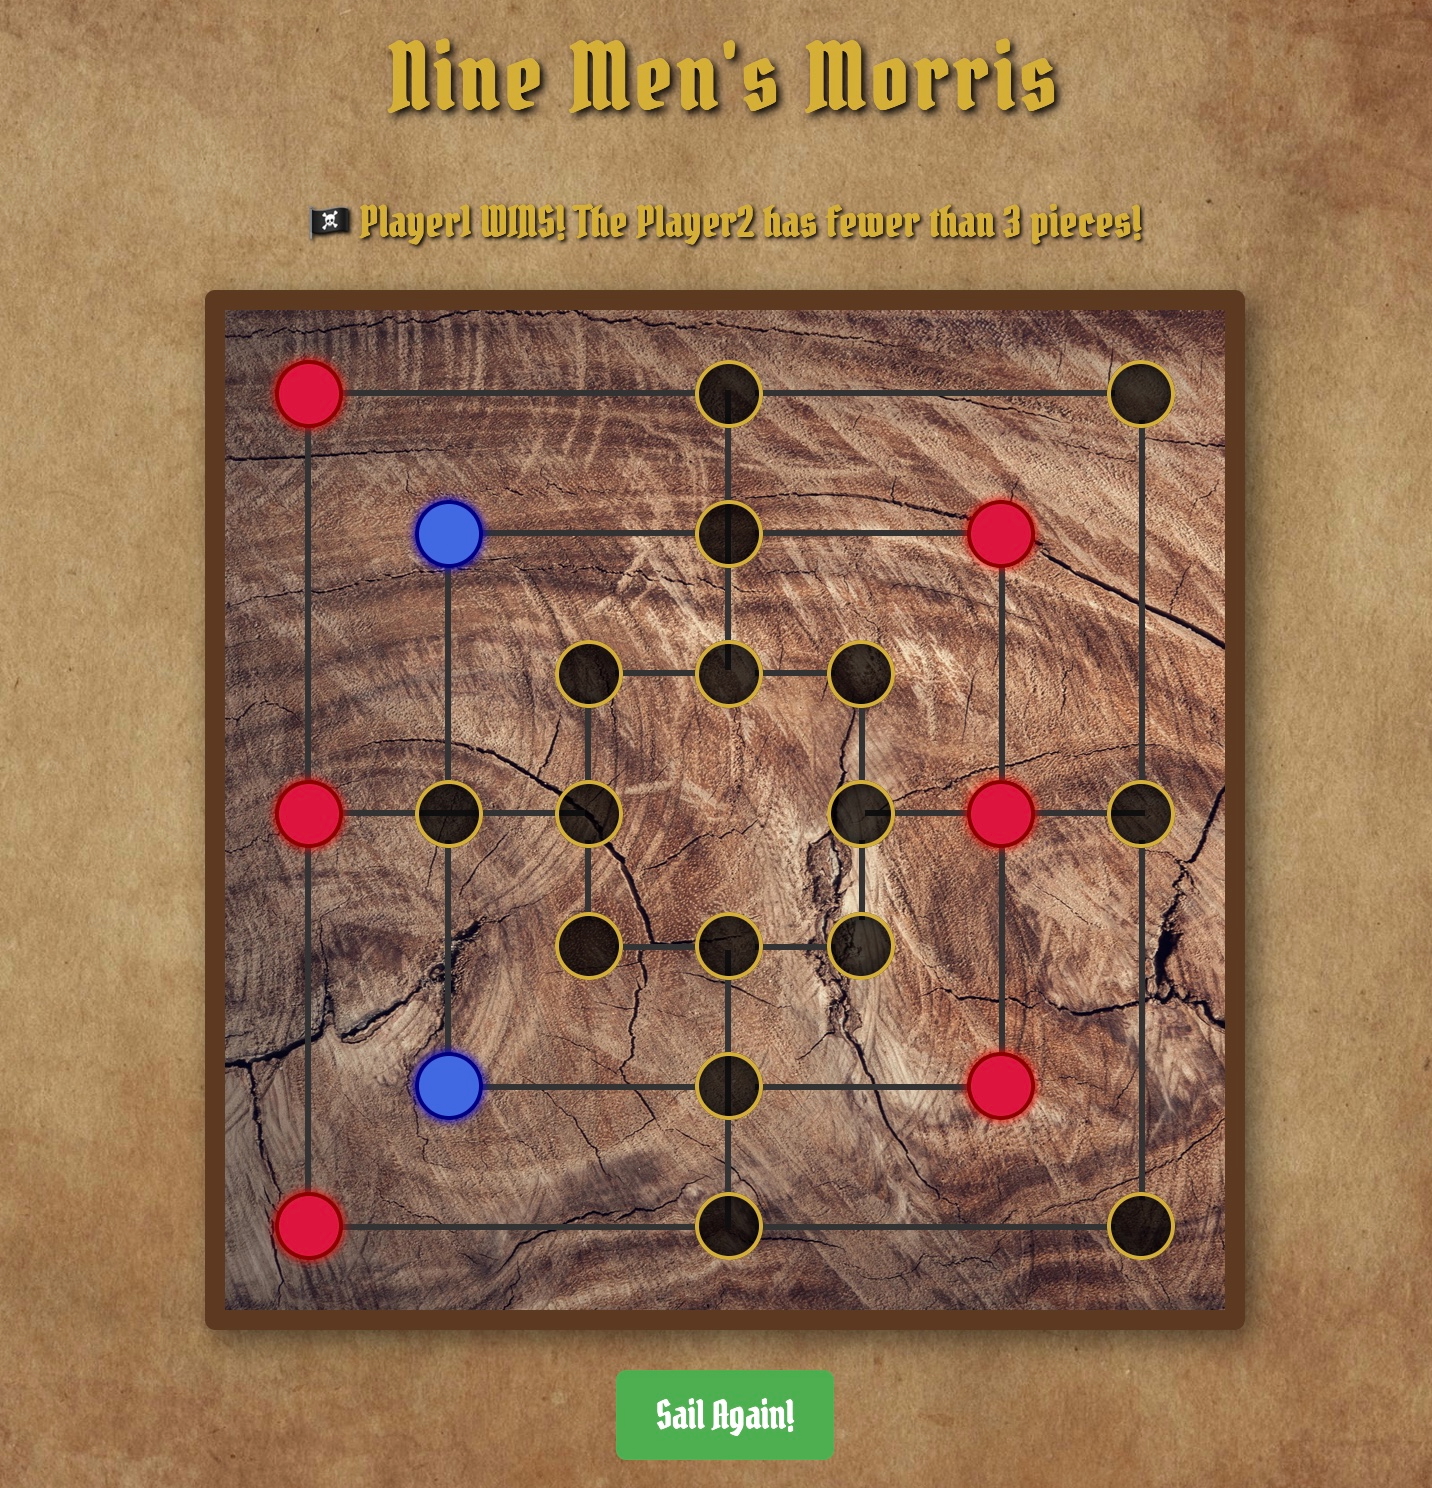 Nine Men's Morris
Player1 WINS! The Player2 has fewer than 3 pieces!
Sail Again!